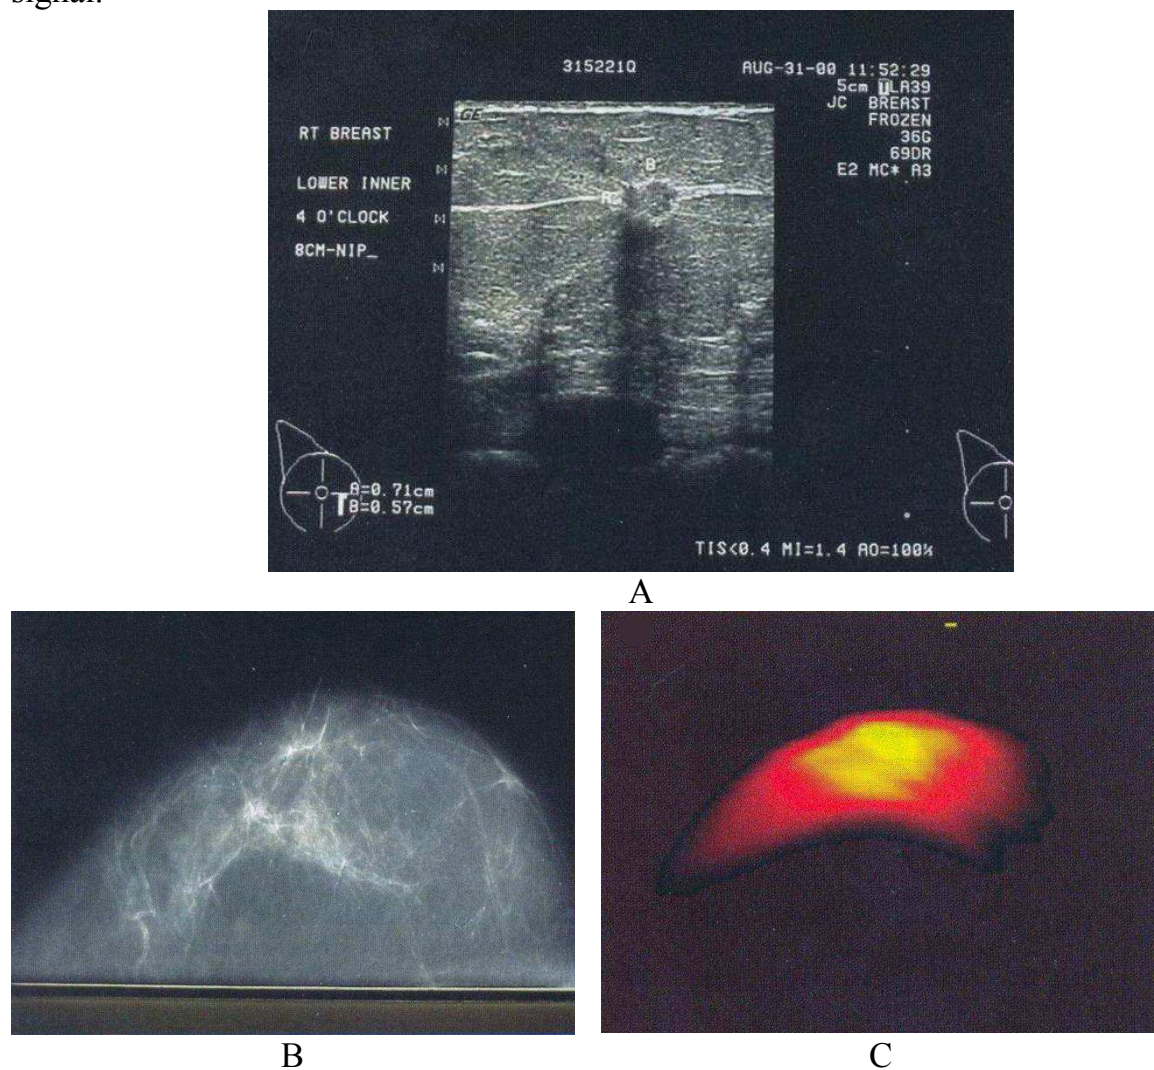 signal.
315221Q
AUG-31-00 11:52:29
5cm TLA39
JC BREAST
FROZEN
36G
69DR
E2 MC* A3
GE
RT BREAST
LOWER INNER
4 O'CLOCK
8CM-NIP_
B
A=0.71cm
B=0.57cm
TIS<0.4 MI=1.4 AO=100%
A
B
C